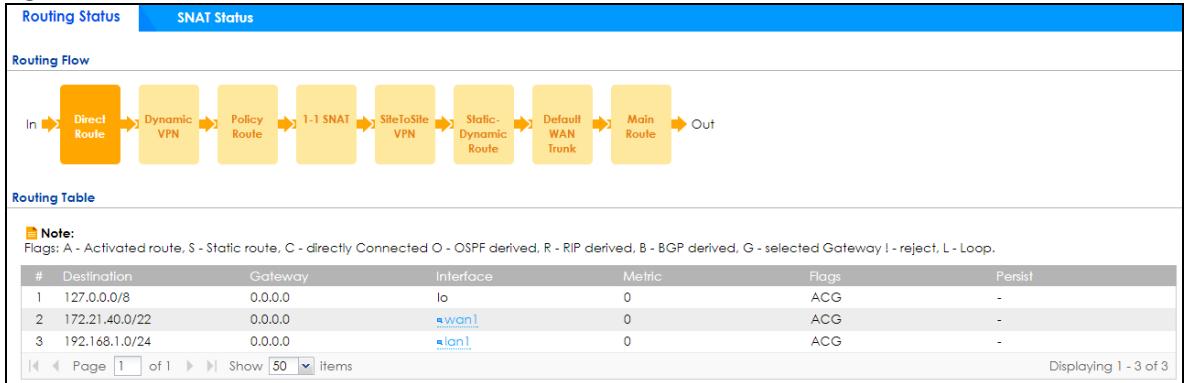 Routing Status SNAT Status
Routing Flow
In Direct Route Dynamic VPN Policy Route 1-1 SNAT SiteToSite VPN Static-Dynamic Route Default WAN Trunk Main Route Out
Routing Table
Note:
Flags: A - Activated route, S - Static route, C - directly Connected O - OSPF derived, R - RIP derived, B - BGP derived, G - selected Gateway ! - reject, L - Loop.
# Destination Gateway Interface Metric Flags Persist
1 127.0.0.0/8 0.0.0.0 lo 0 ACG -
2 172.21.40.0/22 0.0.0.0 wan1 0 ACG -
3 192.168.1.0/24 0.0.0.0 lan1 0 ACG -
Page 1 of 1 Show 50 items Displaying 1 - 3 of 3